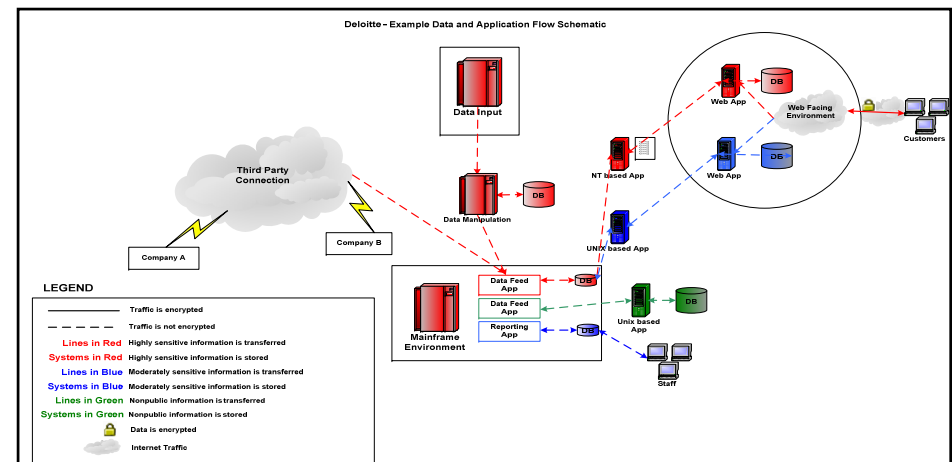 Deloitte – Example Data and Application Flow Schematic
Data Input
DB
Web App
Web Facing
Environment
Customers
NT based App
Web App
DB
Third Party
Connection
Data Manipulation
DB
UNIX based App
Company A
Company B
Data Feed
App
DB
Data Feed
App
Reporting
App
DB
Mainframe
Environment
Unix based
App
DB
Staff
LEGEND
Traffic is encrypted
Traffic is not encrypted
Lines in Red Highly sensitive information is transferred
Systems in Red Highly sensitive information is stored
Lines in Blue Moderately sensitive information is transferred
Systems in Blue Moderately sensitive information is stored
Lines in Green Nonpublic information is transferred
Systems in Green Nonpublic information is stored
Data is encrypted
Internet Traffic